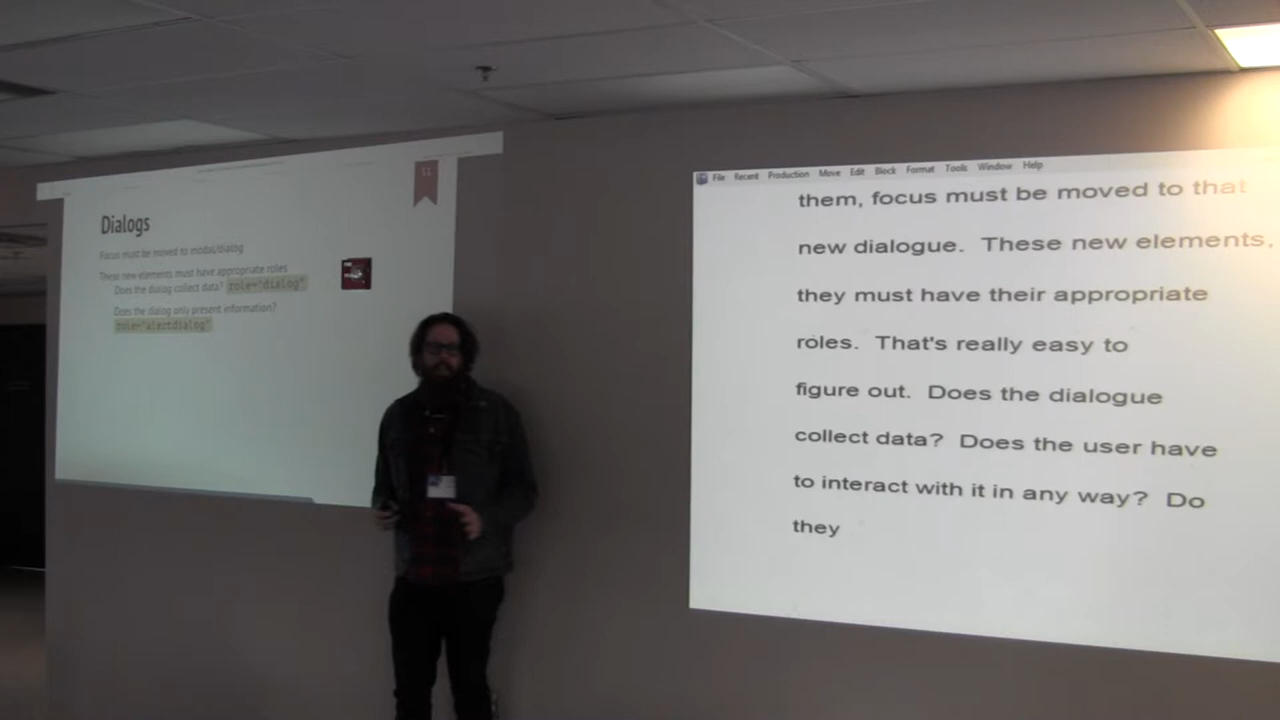 51
Dialogs
Focus must be moved to modal/dialog
These new elements must have appropriate roles
Does the dialog collect data? role="dialog"
Does the dialog only present information?
role="alertdialog"
File Recent Production Move Edit Block Format Tools Window Help
them, focus must be moved to that
new dialogue. These new elements,
they must have their appropriate
roles. That's really easy to
figure out. Does the dialogue
collect data? Does the user have
to interact with it in any way? Do
they